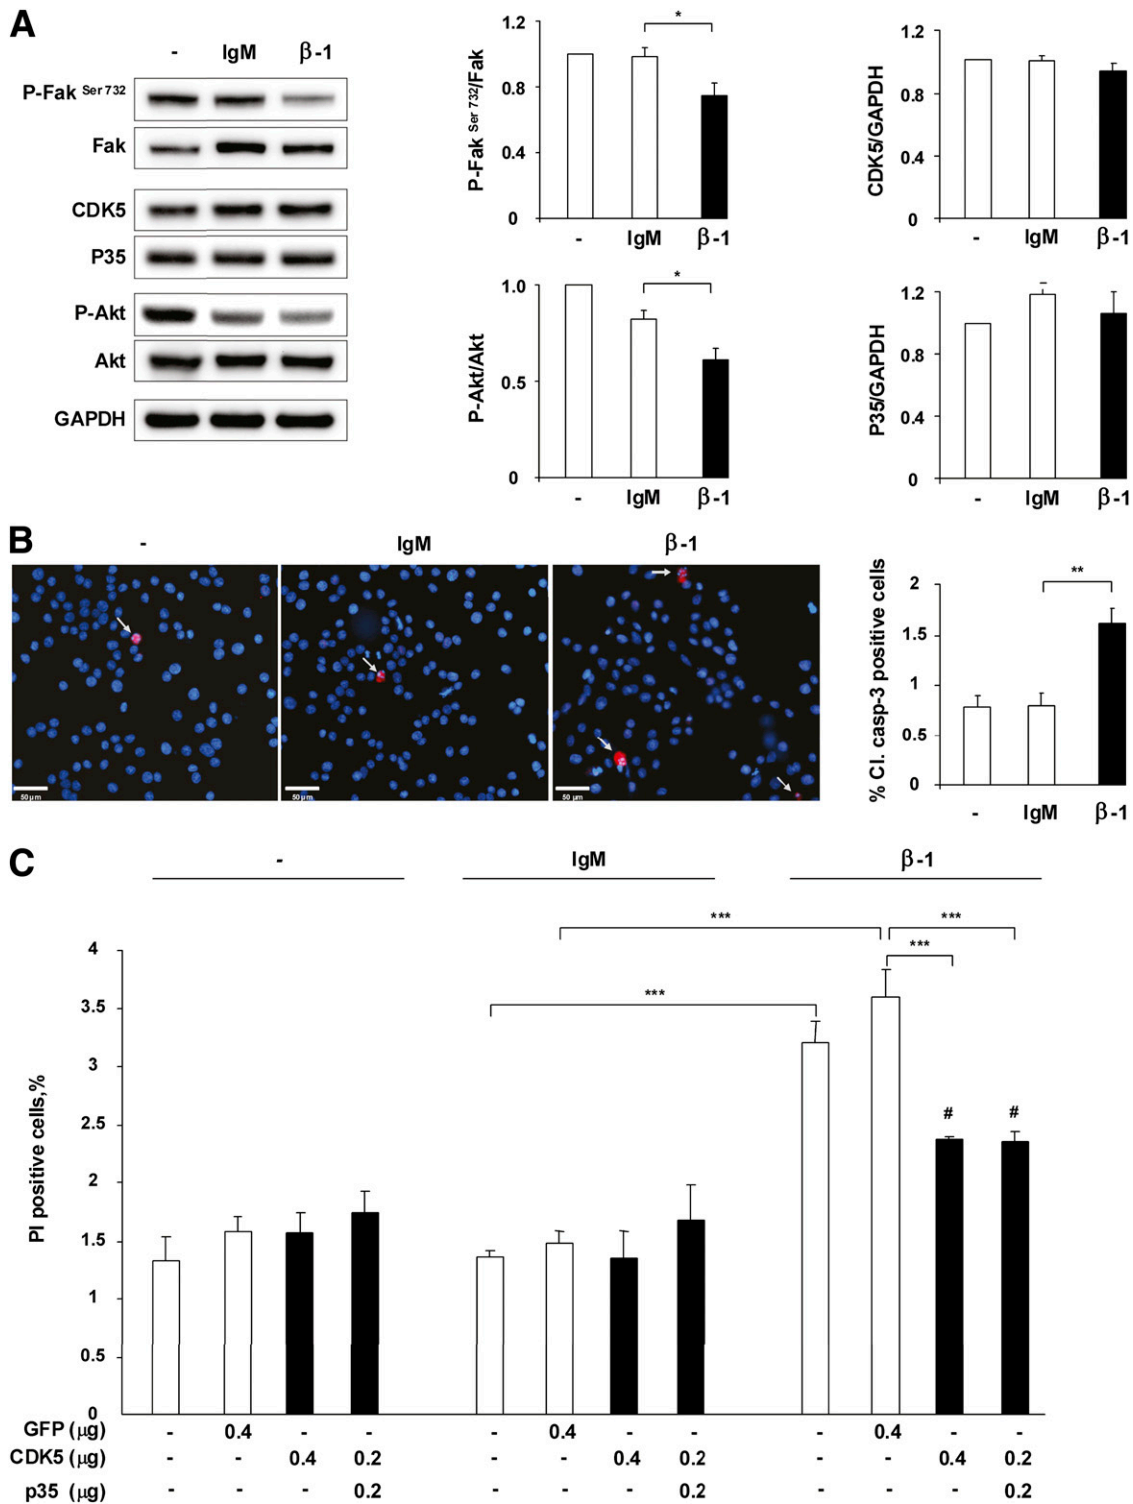 A
- IgM β-1
P-Fak Ser 732
Fak
CDK5
P35
P-Akt
Akt
GAPDH
P-Fak Ser 732/Fak
1.2
0.8
0.4
0
*
- IgM β-1
CDK5/GAPDH
1.2
0.8
0.4
0
- IgM β-1
P-Akt/Akt
1.0
0.5
0
*
- IgM β-1
P35/GAPDH
1.2
0.8
0.4
0
- IgM β-1
B
- IgM β-1
50 µm 50 µm 50 µm
% Cl. casp-3 positive cells
2
1.5
1
0.5
0
**
- IgM β-1
C
- IgM β-1
PI positive cells,%
4
3.5
3
2.5
2
1.5
1
0.5
0
*** ***
***
***
# #
GFP (µg) - 0.4 - - - 0.4 - - - 0.4 - -
CDK5 (µg) - - 0.4 0.2 - - 0.4 0.2 - - 0.4 0.2
p35 (µg) - - - 0.2 - - - 0.2 - - - 0.2